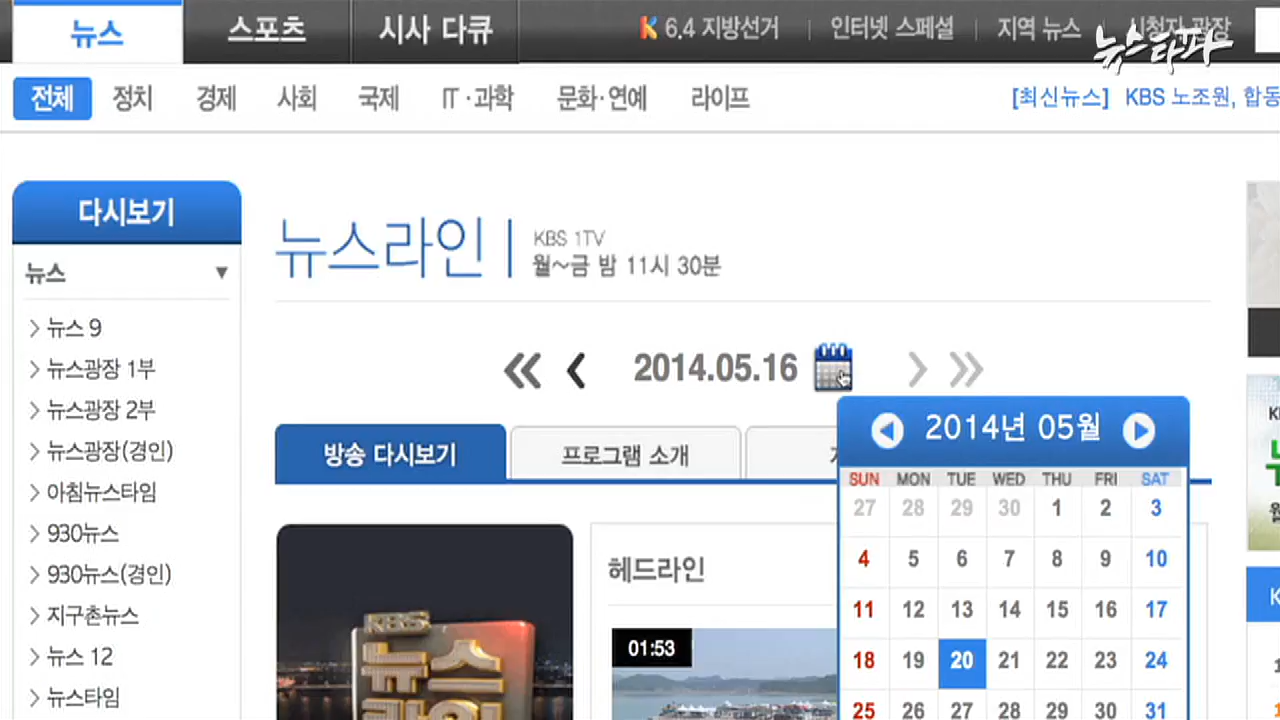 뉴스 스포츠 시사 다큐 K 6.4 지방선거 인터넷 스페셜 지역 뉴스 시청자 광장
뉴스타파
전체 정치 경제 사회 국제 IT·과학 문화·연예 라이프 [최신뉴스] KBS 노조원, 합동
다시보기
뉴스 ▼
> 뉴스 9
> 뉴스광장 1부
> 뉴스광장 2부
> 뉴스광장(경인)
> 아침뉴스타임
> 930뉴스
> 930뉴스(경인)
> 지구촌뉴스
> 뉴스 12
> 뉴스타임
뉴스라인
KBS 1TV
월~금 밤 11시 30분
2014.05.16
방송 다시보기 프로그램 소개
KBS
뉴스
라인
헤드라인
01:53
2014년 05월
SUN MON TUE WED THU FRI SAT
27 28 29 30 1 2 3
4 5 6 7 8 9 10
11 12 13 14 15 16 17
18 19 20 21 22 23 24
25 26 27 28 29 30 31